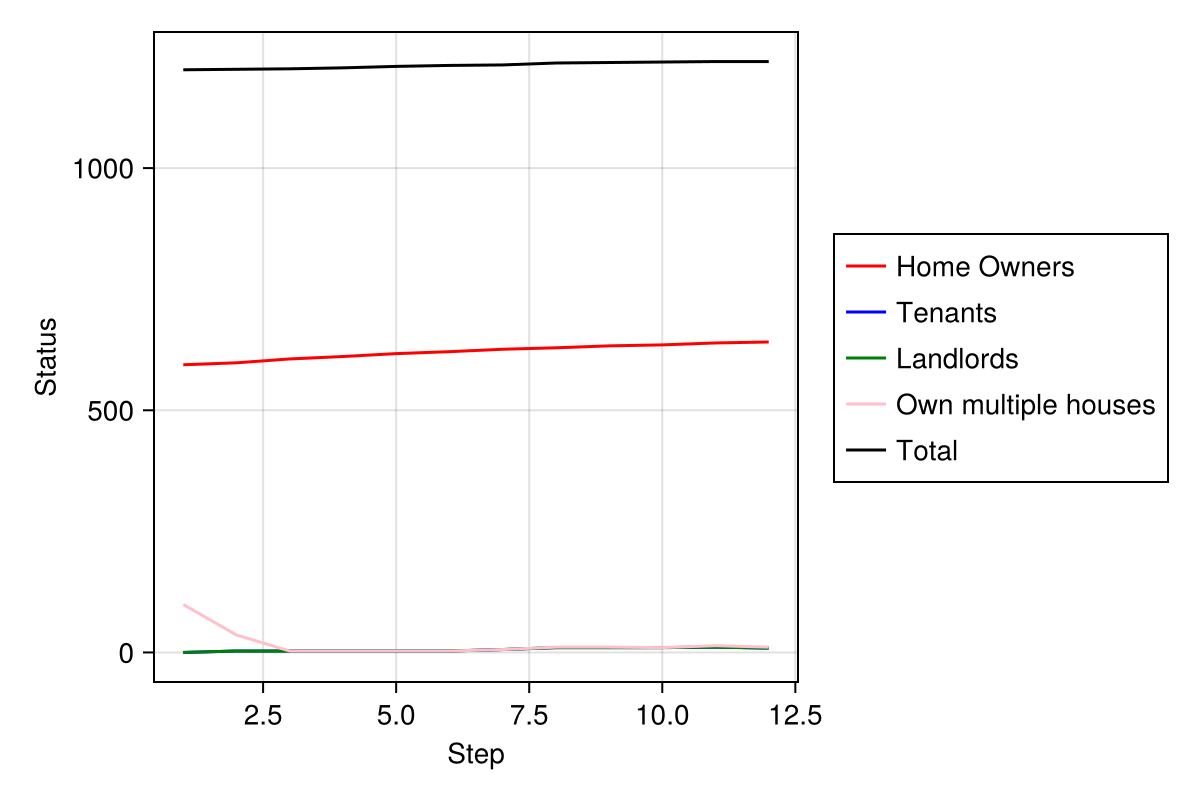 1000
500
0
Status
2.5 5.0 7.5 10.0 12.5
Step
Home Owners
Tenants
Landlords
Own multiple houses
Total